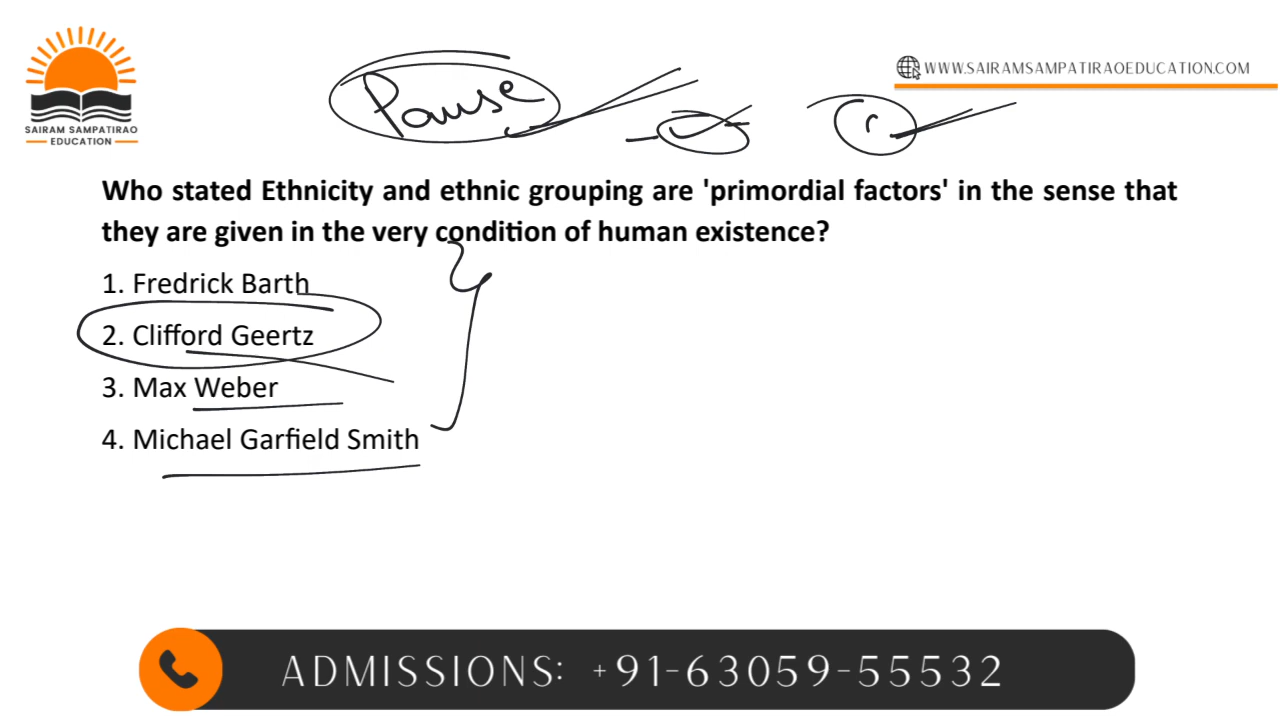 SAIRAM SAMPATIRAO
EDUCATION
Pause
WWW.SAIRAMSAMPATIRAOEDUCATION.COM
Who stated Ethnicity and ethnic grouping are 'primordial factors' in the sense that
they are given in the very condition of human existence?
1. Fredrick Barth
2. Clifford Geertz
3. Max Weber
4. Michael Garfield Smith
ADMISSIONS: +91-63059-55532